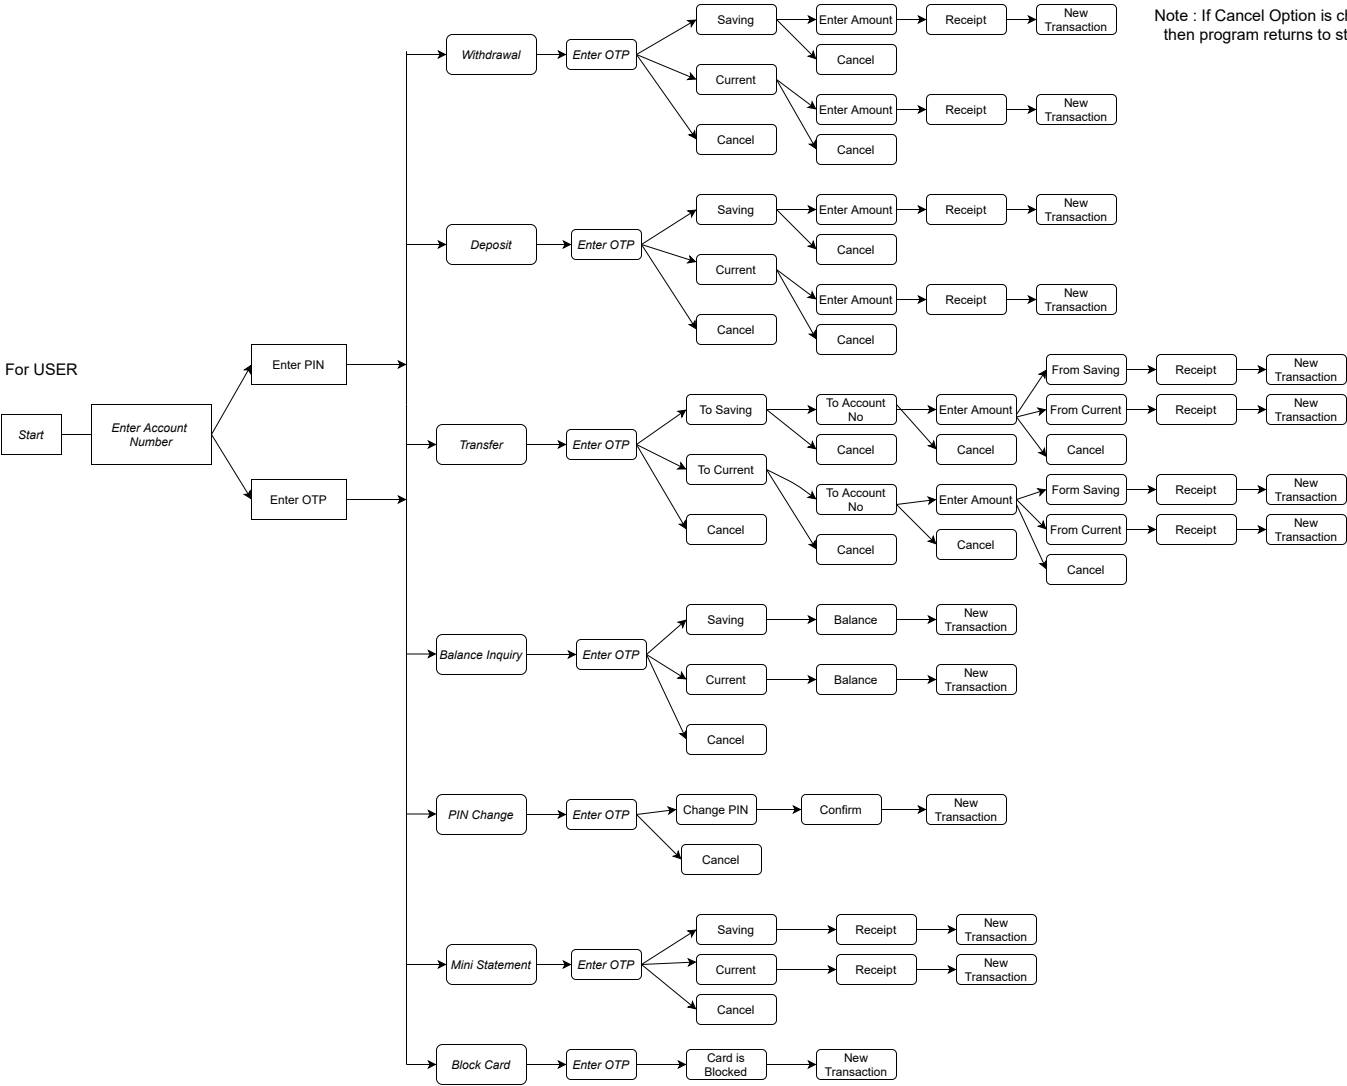 Note : If Cancel Option is
then program returns to
Saving
Enter Amount
Receipt
New
Transaction
Cancel
Withdrawal
Enter OTP
Current
Enter Amount
Receipt
New
Transaction
Cancel
Cancel
Saving
Enter Amount
Receipt
New
Transaction
Cancel
Deposit
Enter OTP
Current
Enter Amount
Receipt
New
Transaction
Cancel
Cancel
For USER
Start
Enter Account
Number
Enter PIN
Enter OTP
Transfer
Enter OTP
To Saving
To Account
No
Enter Amount
From Saving
Receipt
New
Transaction
From Current
Receipt
New
Transaction
Cancel
Cancel
Cancel
To Current
To Account
No
Enter Amount
Form Saving
Receipt
New
Transaction
From Current
Receipt
New
Transaction
Cancel
Cancel
Cancel
Cancel
Balance Inquiry
Enter OTP
Saving
Balance
New
Transaction
Current
Balance
New
Transaction
Cancel
PIN Change
Enter OTP
Change PIN
Confirm
New
Transaction
Cancel
Mini Statement
Enter OTP
Saving
Receipt
New
Transaction
Current
Receipt
New
Transaction
Cancel
Block Card
Enter OTP
Card is
Blocked
New
Transaction